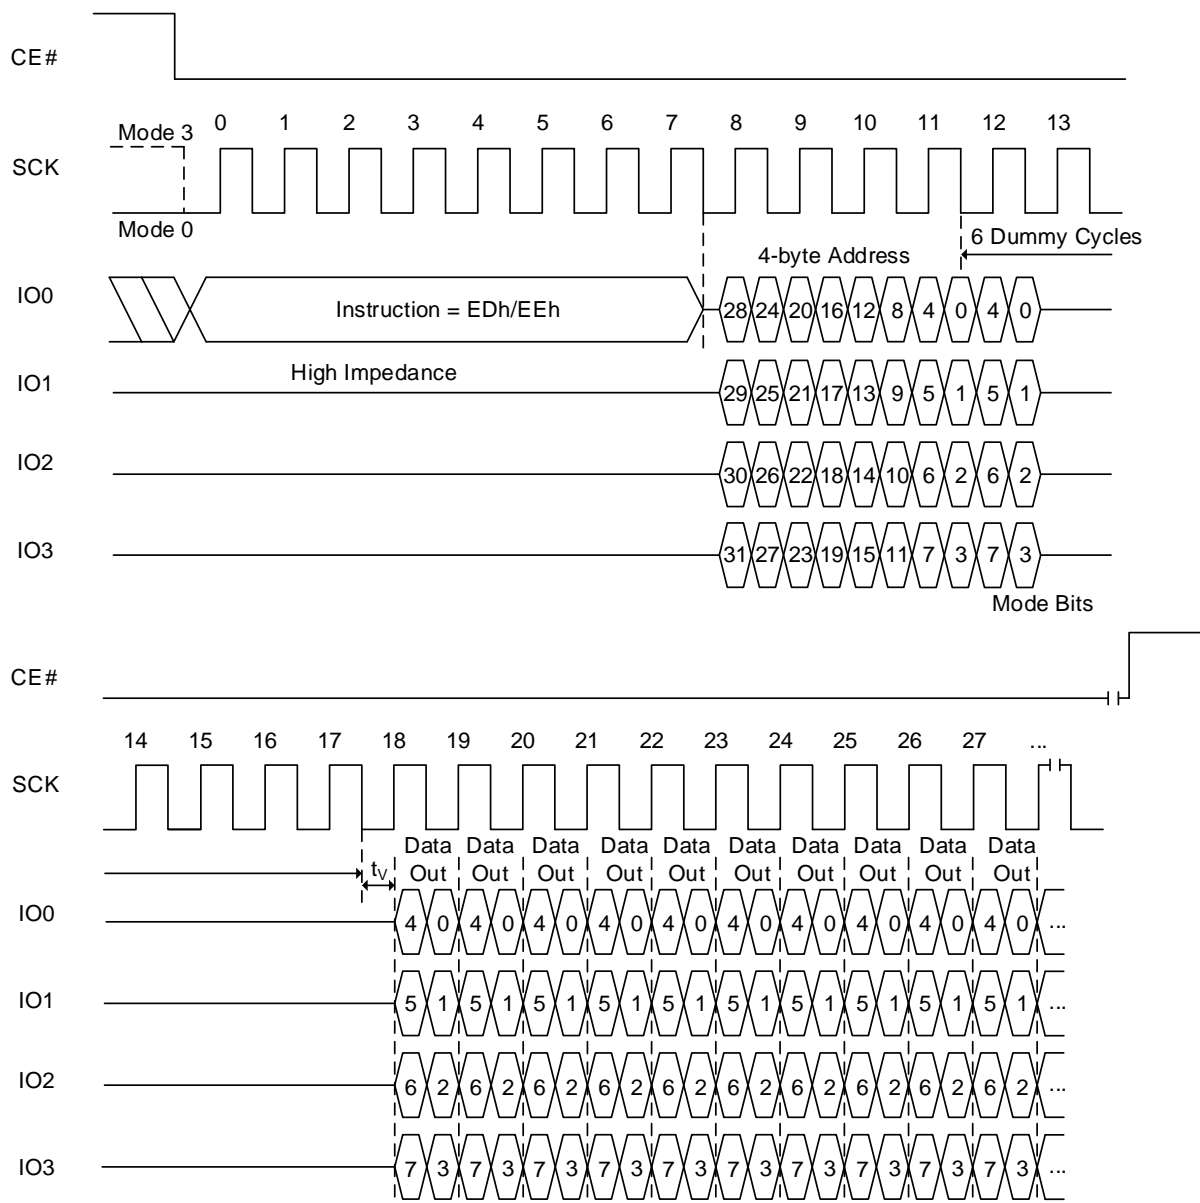 CE#
Mode 3
0 1 2 3 4 5 6 7 8 9 10 11 12 13
SCK
Mode 0
6 Dummy Cycles
4-byte Address
IO0
Instruction = EDh/EEh
28 24 20 16 12 8 4 0 4 0
High Impedance
IO1
29 25 21 17 13 9 5 1 5 1
IO2
30 26 22 18 14 10 6 2 6 2
IO3
31 27 23 19 15 11 7 3 7 3
Mode Bits
CE#
14 15 16 17 18 19 20 21 22 23 24 25 26 27 ...
SCK
Data Data Data Data Data Data Data Data Data Data
tV Out Out Out Out Out Out Out Out Out Out
IO0 4 0 4 0 4 0 4 0 4 0 4 0 4 0 4 0 4 0 4 0 ...
IO1 5 1 5 1 5 1 5 1 5 1 5 1 5 1 5 1 5 1 5 1 ...
IO2 6 2 6 2 6 2 6 2 6 2 6 2 6 2 6 2 6 2 6 2 ...
IO3 7 3 7 3 7 3 7 3 7 3 7 3 7 3 7 3 7 3 7 3 ...